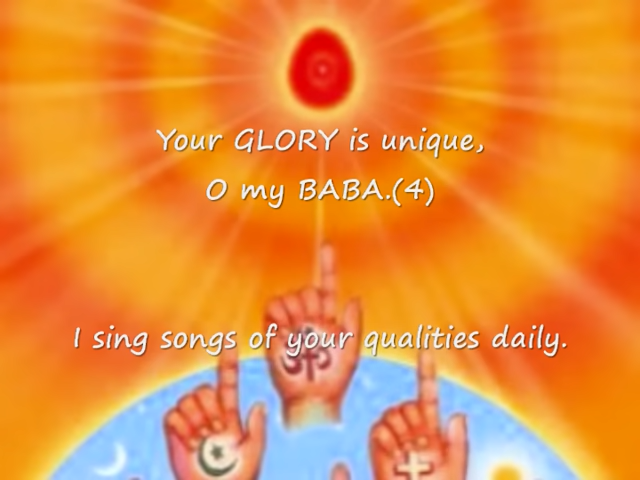 Your GLORY is unique,
O my BABA.(4)
I sing songs of your qualities daily.
ॐ